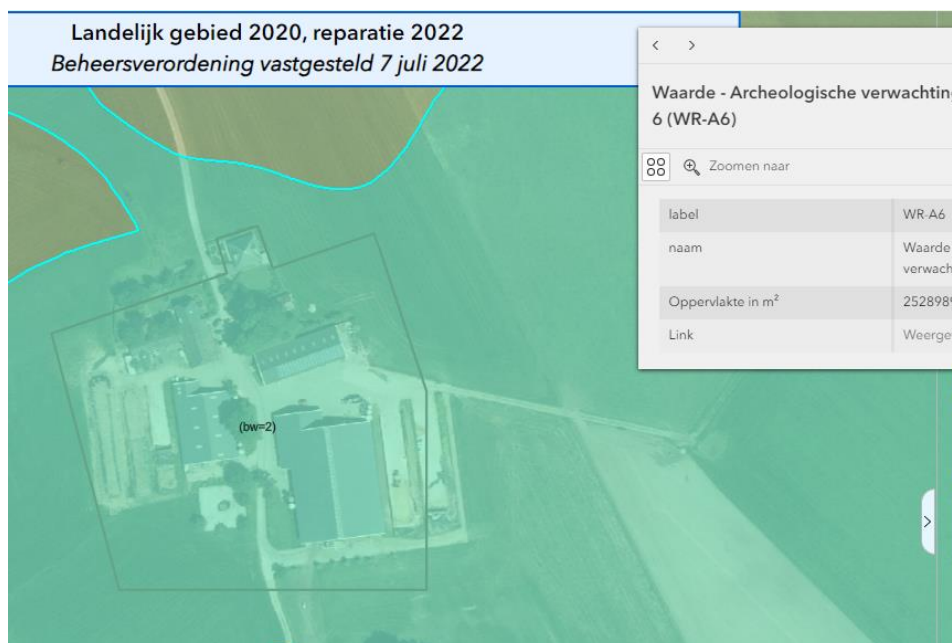 Landelijk gebied 2020, reparatie 2022
Beheersverordening vastgesteld 7 juli 2022
Waarde - Archeologische
6 (WR-A6)
Zoomen naar
label WR-A6
naam Waarde
Oppervlakte in m²
Link
(bw=2)